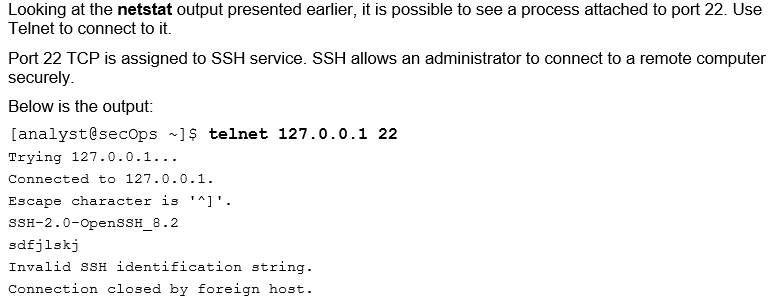 Looking at the netstat output presented earlier, it is possible to see a process attached to port 22. Use
Telnet to connect to it.
Port 22 TCP is assigned to SSH service. SSH allows an administrator to connect to a remote computer
securely.
Below is the output:
[analyst@secOps ~]$ telnet 127.0.0.1 22
Trying 127.0.0.1...
Connected to 127.0.0.1.
Escape character is '^]'.
SSH-2.0-OpenSSH_8.2
sdfjlskj
Invalid SSH identification string.
Connection closed by foreign host.